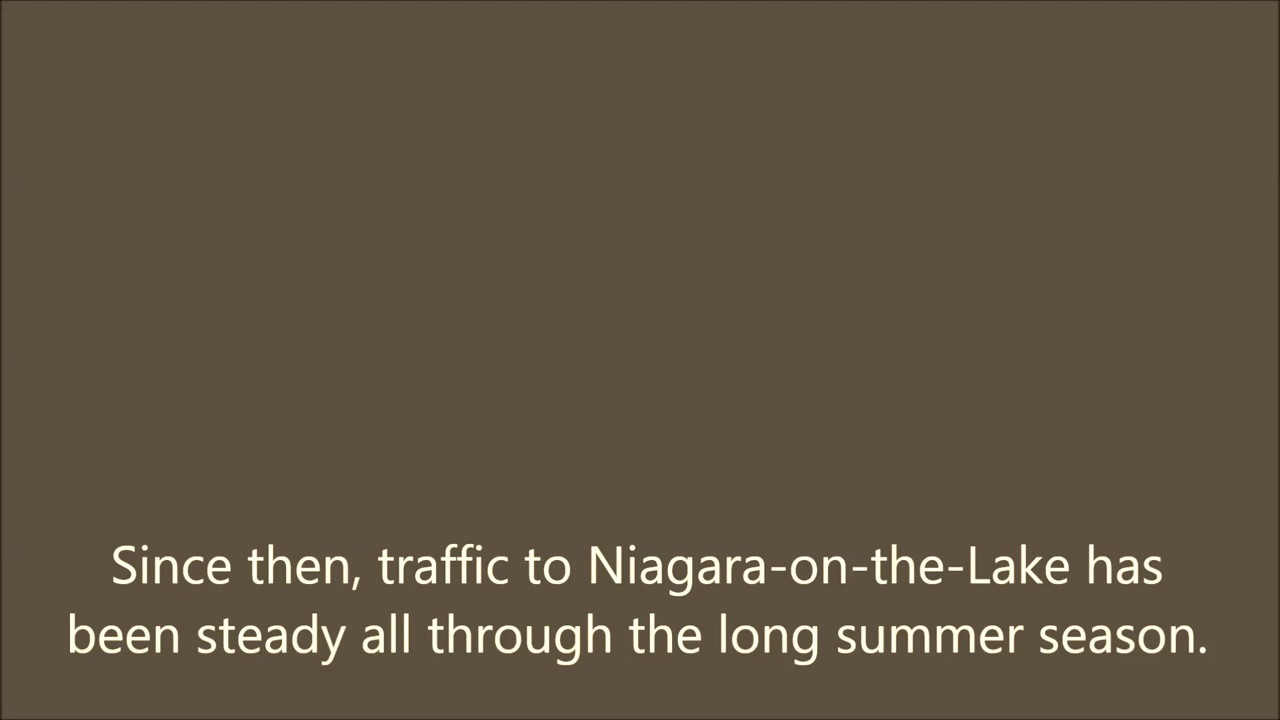 Since then, traffic to Niagara-on-the-Lake has
been steady all through the long summer season.